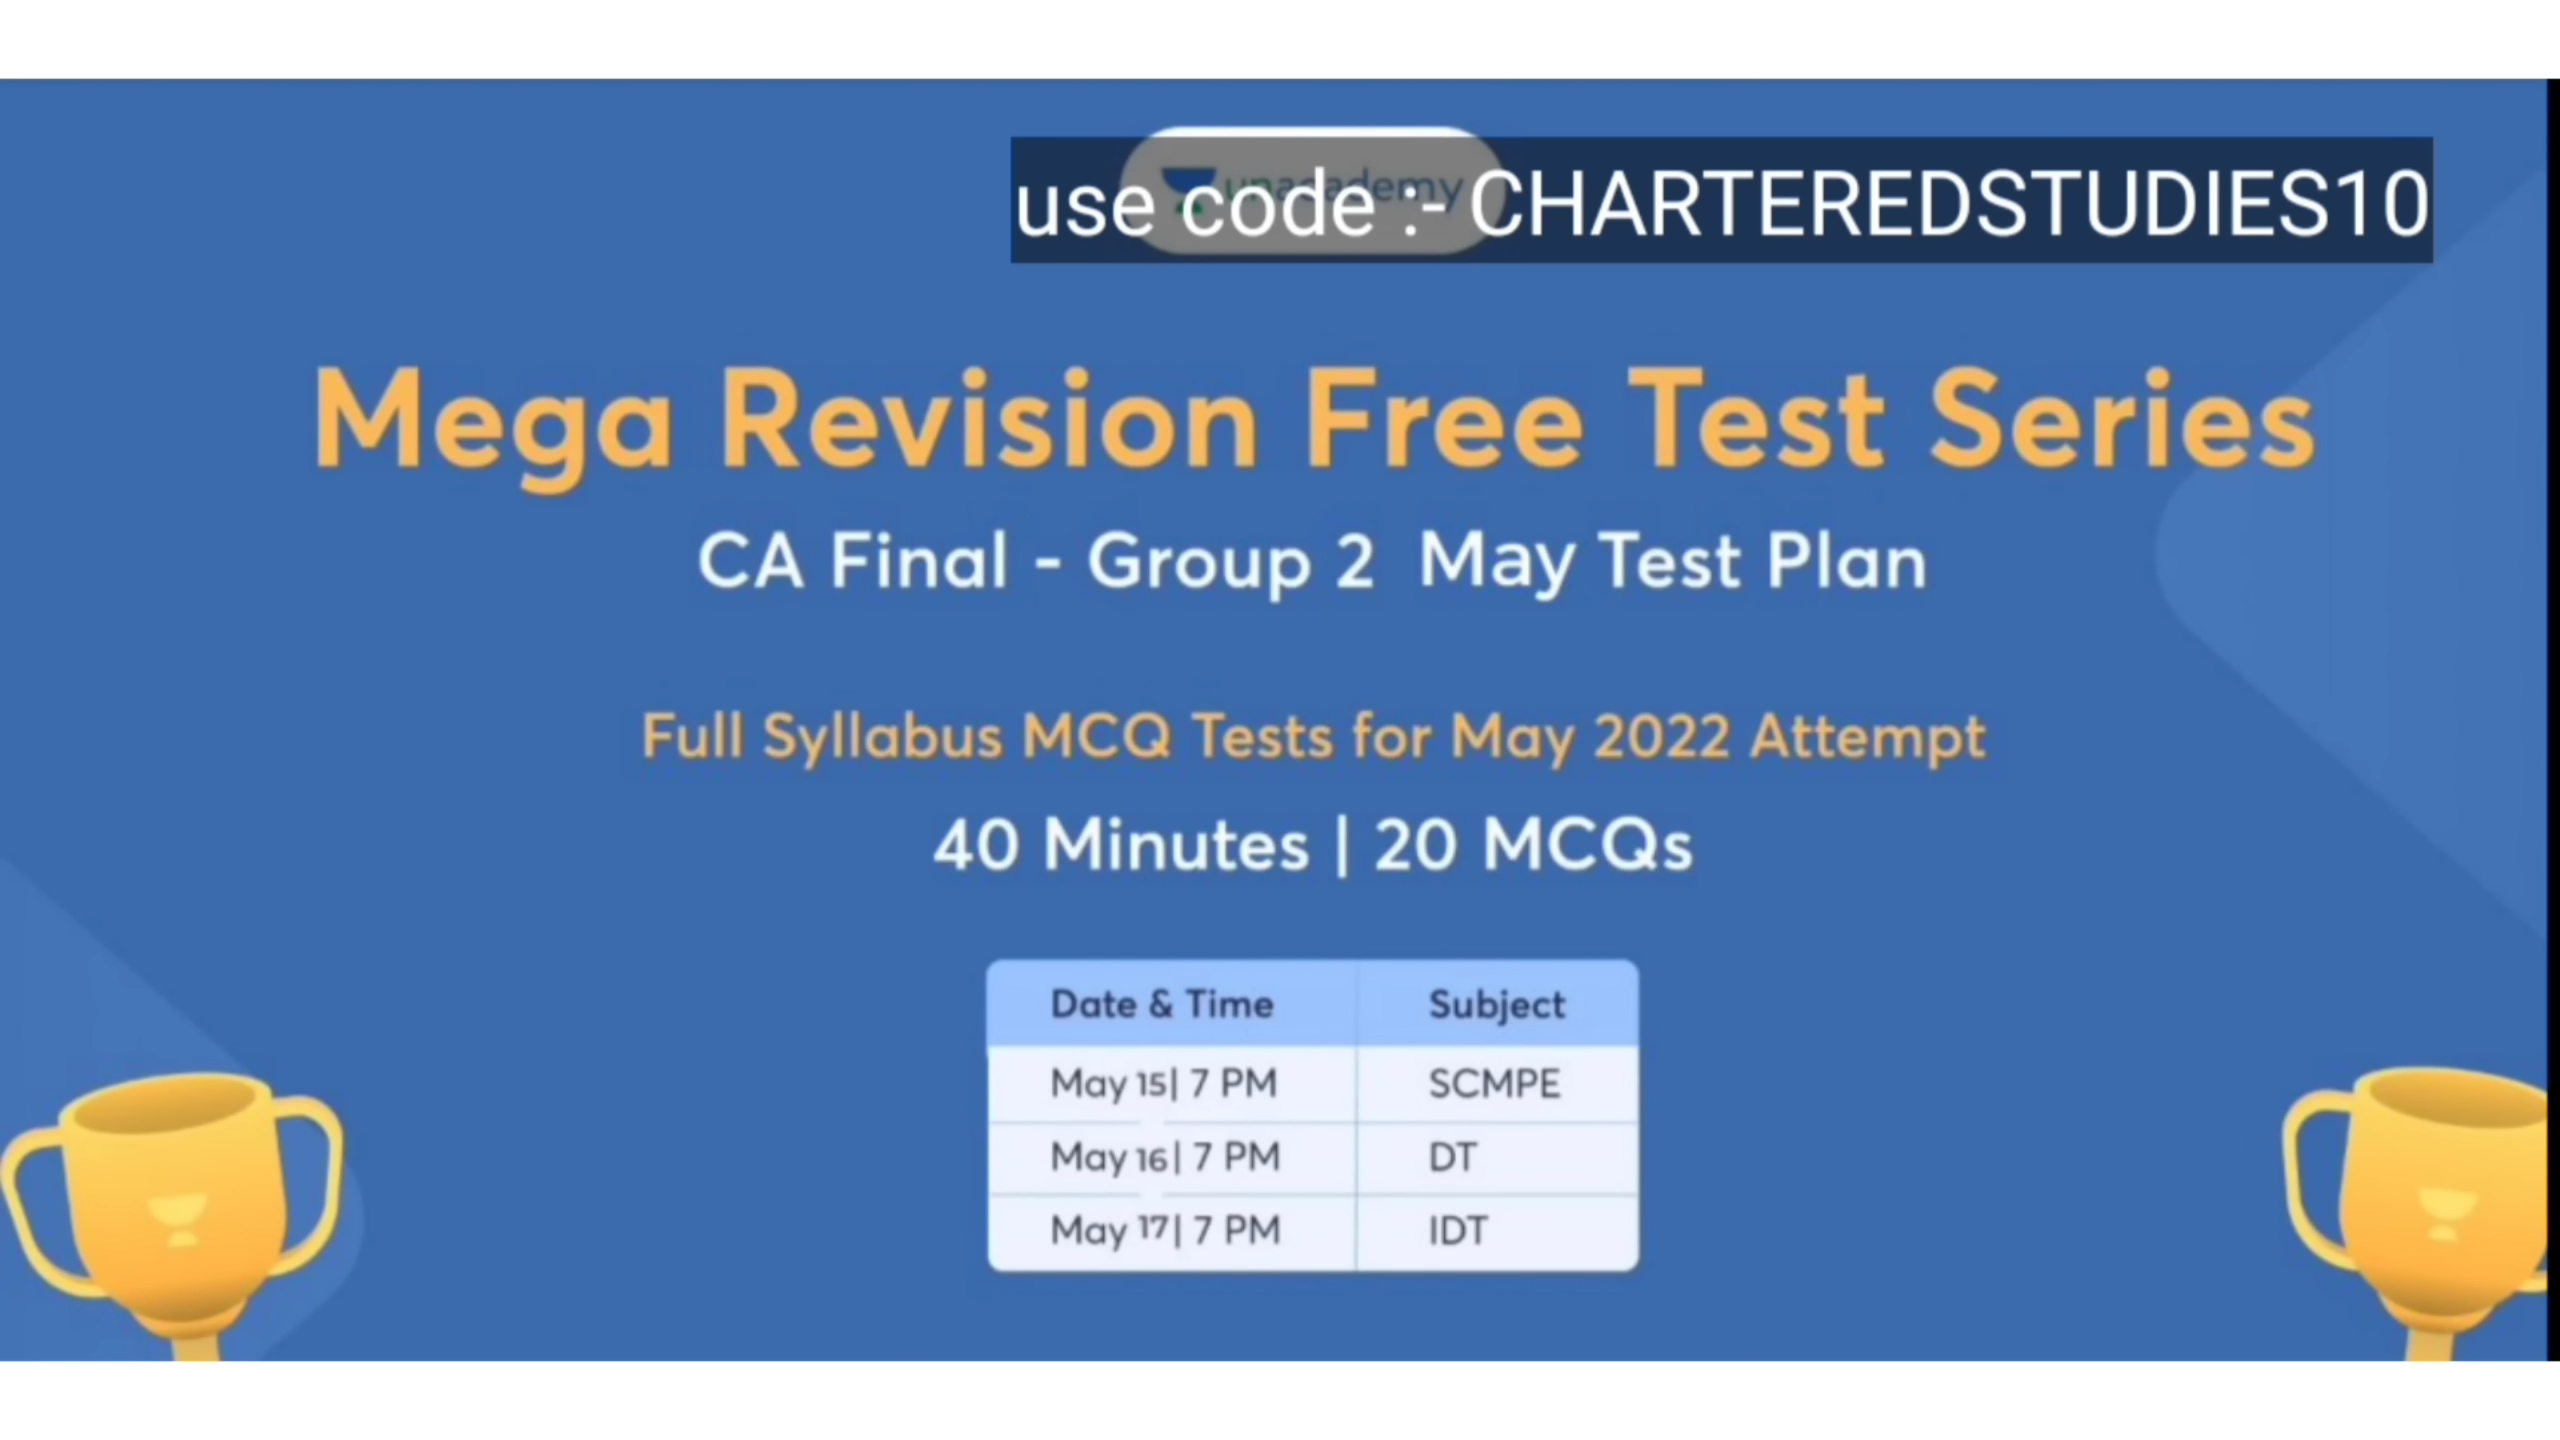 unacademy
use code :- CHARTEREDSTUDIES10
Mega Revision Free Test Series
CA Final - Group 2 May Test Plan
Full Syllabus MCQ Tests for May 2022 Attempt
40 Minutes | 20 MCQs
Date & Time Subject
May 15| 7 PM SCMPE
May 16| 7 PM DT
May 17| 7 PM IDT